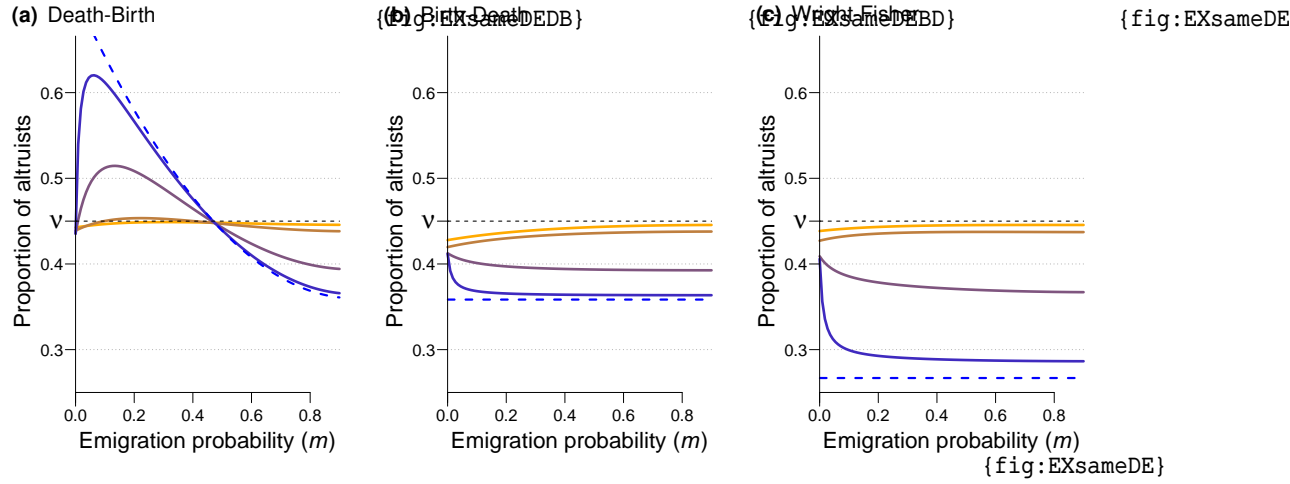 (a) Death-Birth
{fig:EXsameDEDB}
(b) Birth-Death
{fig:EXsameDEBD}
(c) Wright-Fisher
{fig:EXsameDE
Proportion of altruists
0.6
0.5
ν
0.4
0.3
0.0 0.2 0.4 0.6 0.8
Emigration probability (m)
Proportion of altruists
0.6
0.5
ν
0.4
0.3
0.0 0.2 0.4 0.6 0.8
Emigration probability (m)
Proportion of altruists
0.6
0.5
ν
0.4
0.3
0.0 0.2 0.4 0.6 0.8
Emigration probability (m)
{fig:EXsameDE}